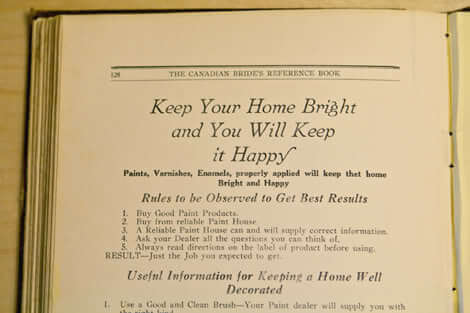 128 THE CANADIAN BRIDE'S REFERENCE BOOK
Keep Your Home Bright
and You Will Keep
it Happy
Paints, Varnishes, Enamels, properly applied will keep thet home
Bright and Happy
Rules to be Observed to Get Best Results
1. Buy Good Paint Products.
2. Buy from reliable Paint House.
3. A Reliable Paint House can and will supply correct information.
4. Ask your Dealer all the questions you can think of.
5. Always read directions on the label of product before using.
RESULT—Just the Job you expected to get.
Useful Information for Keeping a Home Well
Decorated
1. Use a Good and Clean Brush—Your Paint dealer will supply you with
the right kind.